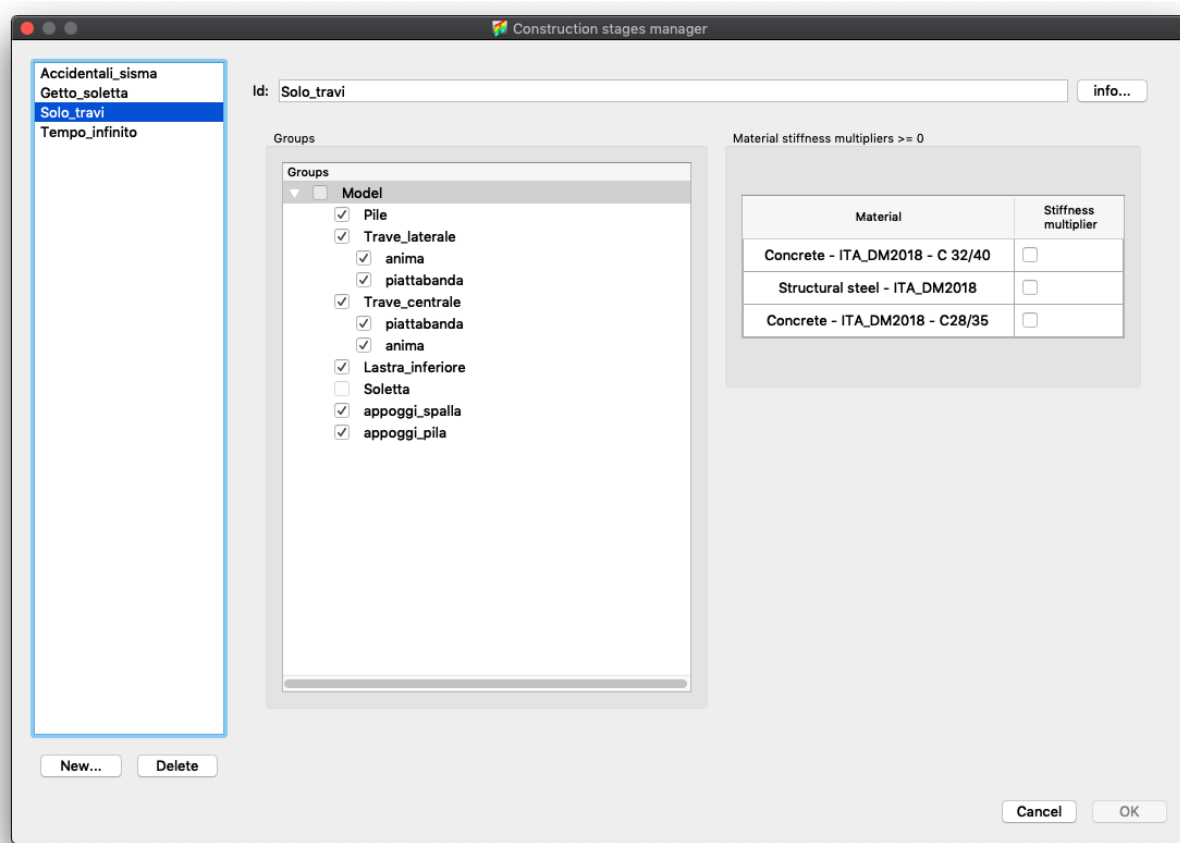 Construction stages manager
Accidentali_sisma
Getto_soletta
Solo_travi
Tempo_infinito
New...
Delete
Id:
Solo_travi
info...
Groups
Groups
Model
Pile
Trave_laterale
anima
piattabanda
Trave_centrale
piattabanda
anima
Lastra_inferiore
Soletta
appoggi_spalla
appoggi_pila
Material stiffness multipliers >= 0
Material
Stiffness
multiplier
Concrete - ITA_DM2018 - C 32/40
Structural steel - ITA_DM2018
Concrete - ITA_DM2018 - C28/35
Cancel
OK